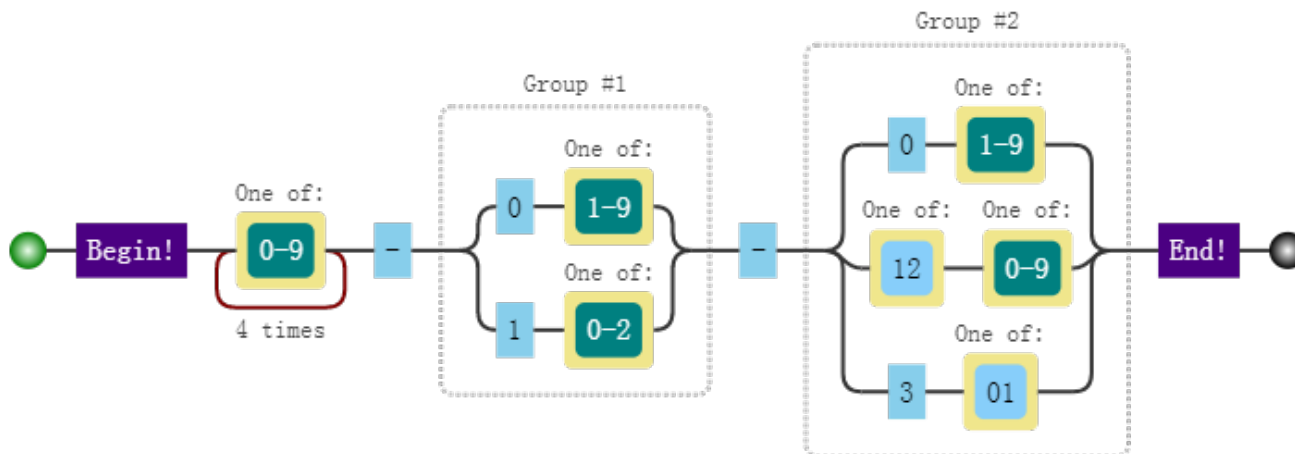 Group #2
Group #1
One of:
0
1-9
One of:
0
1-9
One of:
One of:
One of:
Begin!
0-9
-
-
12
0-9
End!
One of:
1
0-2
4 times
One of:
3
01